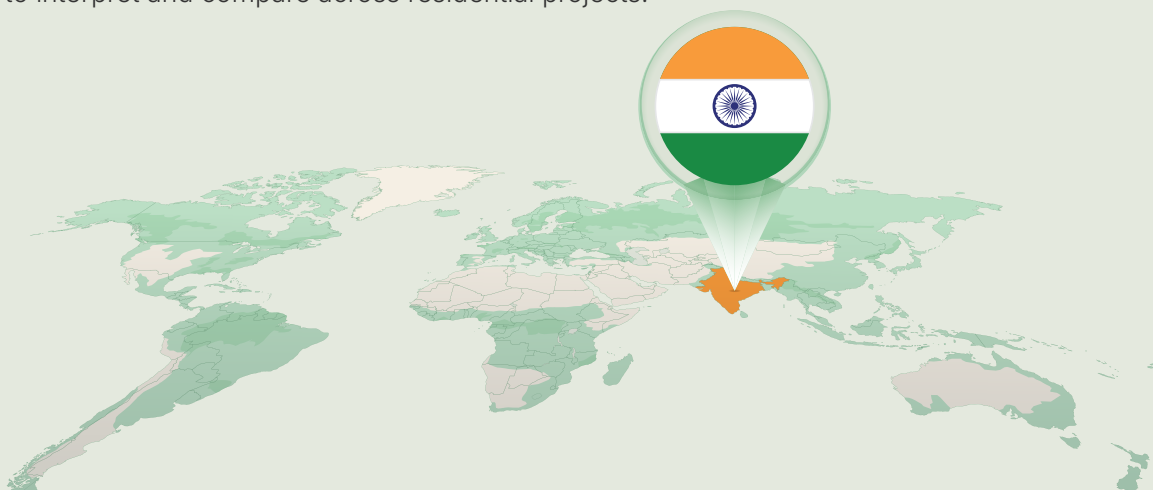 to interpret and compare across residential projects.